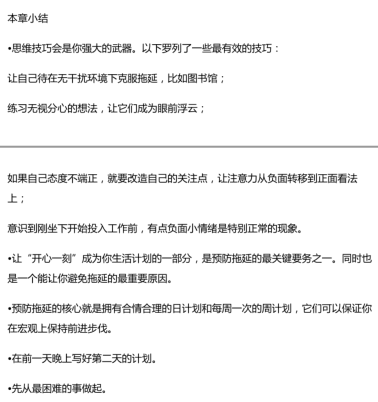 本章小结
•思维技巧会是你强大的武器。以下罗列了一些最有效的技巧：
让自己待在无干扰环境下克服拖延，比如图书馆；
练习无视分心的想法，让它们成为眼前浮云；
如果自己态度不端正，就要改造自己的关注点，让注意力从负面转移到正面看法
上；
意识到刚坐下开始投入工作前，有点负面小情绪是特别正常的现象。
•让“开心一刻”成为你生活计划的一部分，是预防拖延的最关键要务之一。同时也
是一个能让你避免拖延的最重要原因。
•预防拖延的核心就是拥有合情合理的日计划和每周一次的周计划，它们可以保证你
在宏观上保持前进步伐。
•在前一天晚上写好第二天的计划。
•先从最困难的事做起。